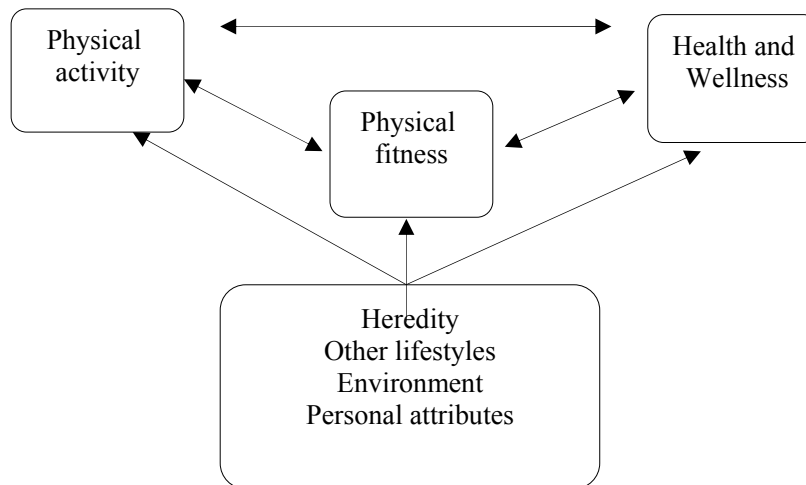 Physical
activity
Health and
Wellness
Physical
fitness
Heredity
Other lifestyles
Environment
Personal attributes